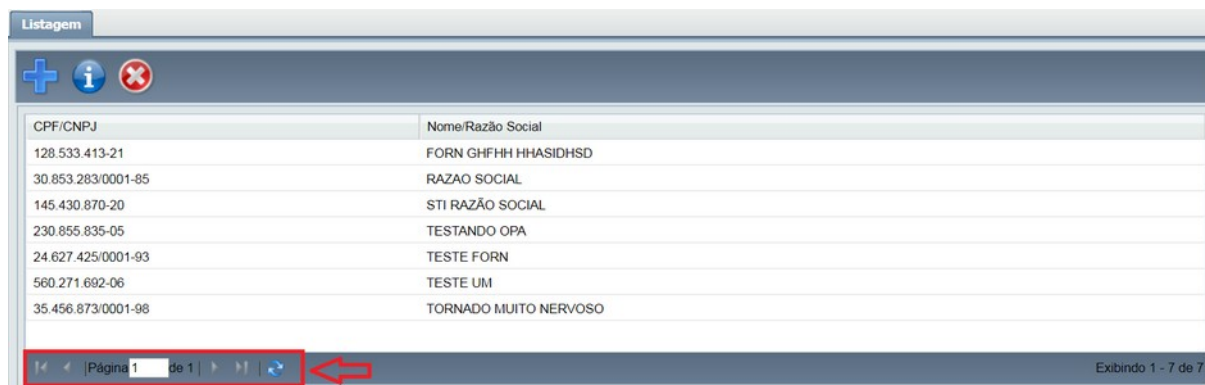 Listagem
CPF/CNPJ Nome/Razão Social
128.533.413-21 FORN GHFHH HHASIDHSD
30.853.283/0001-85 RAZAO SOCIAL
145.430.870-20 STI RAZÃO SOCIAL
230.855.835-05 TESTANDO OPA
24.627.425/0001-93 TESTE FORN
560.271.692-06 TESTE UM
35.456.873/0001-98 TORNADO MUITO NERVOSO
Página 1 de 1 Exibindo 1 - 7 de 7